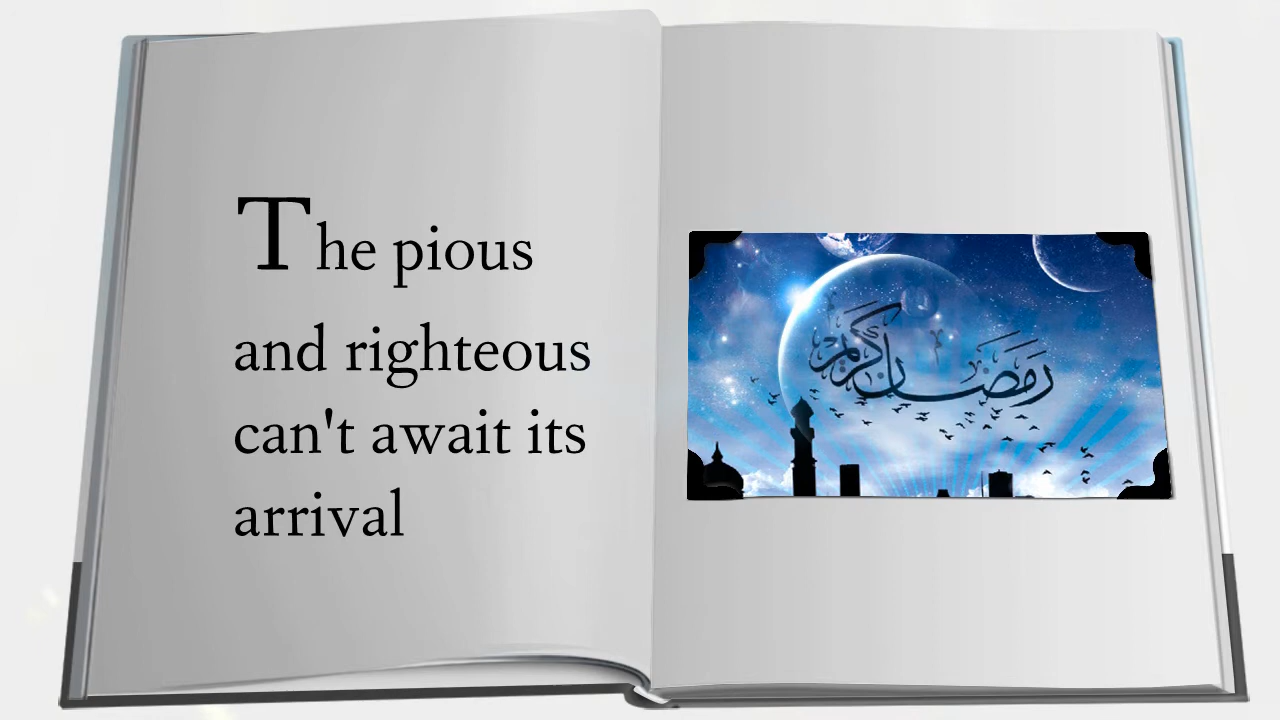 The pious
and righteous
can't await its
arrival
رمضان كريم